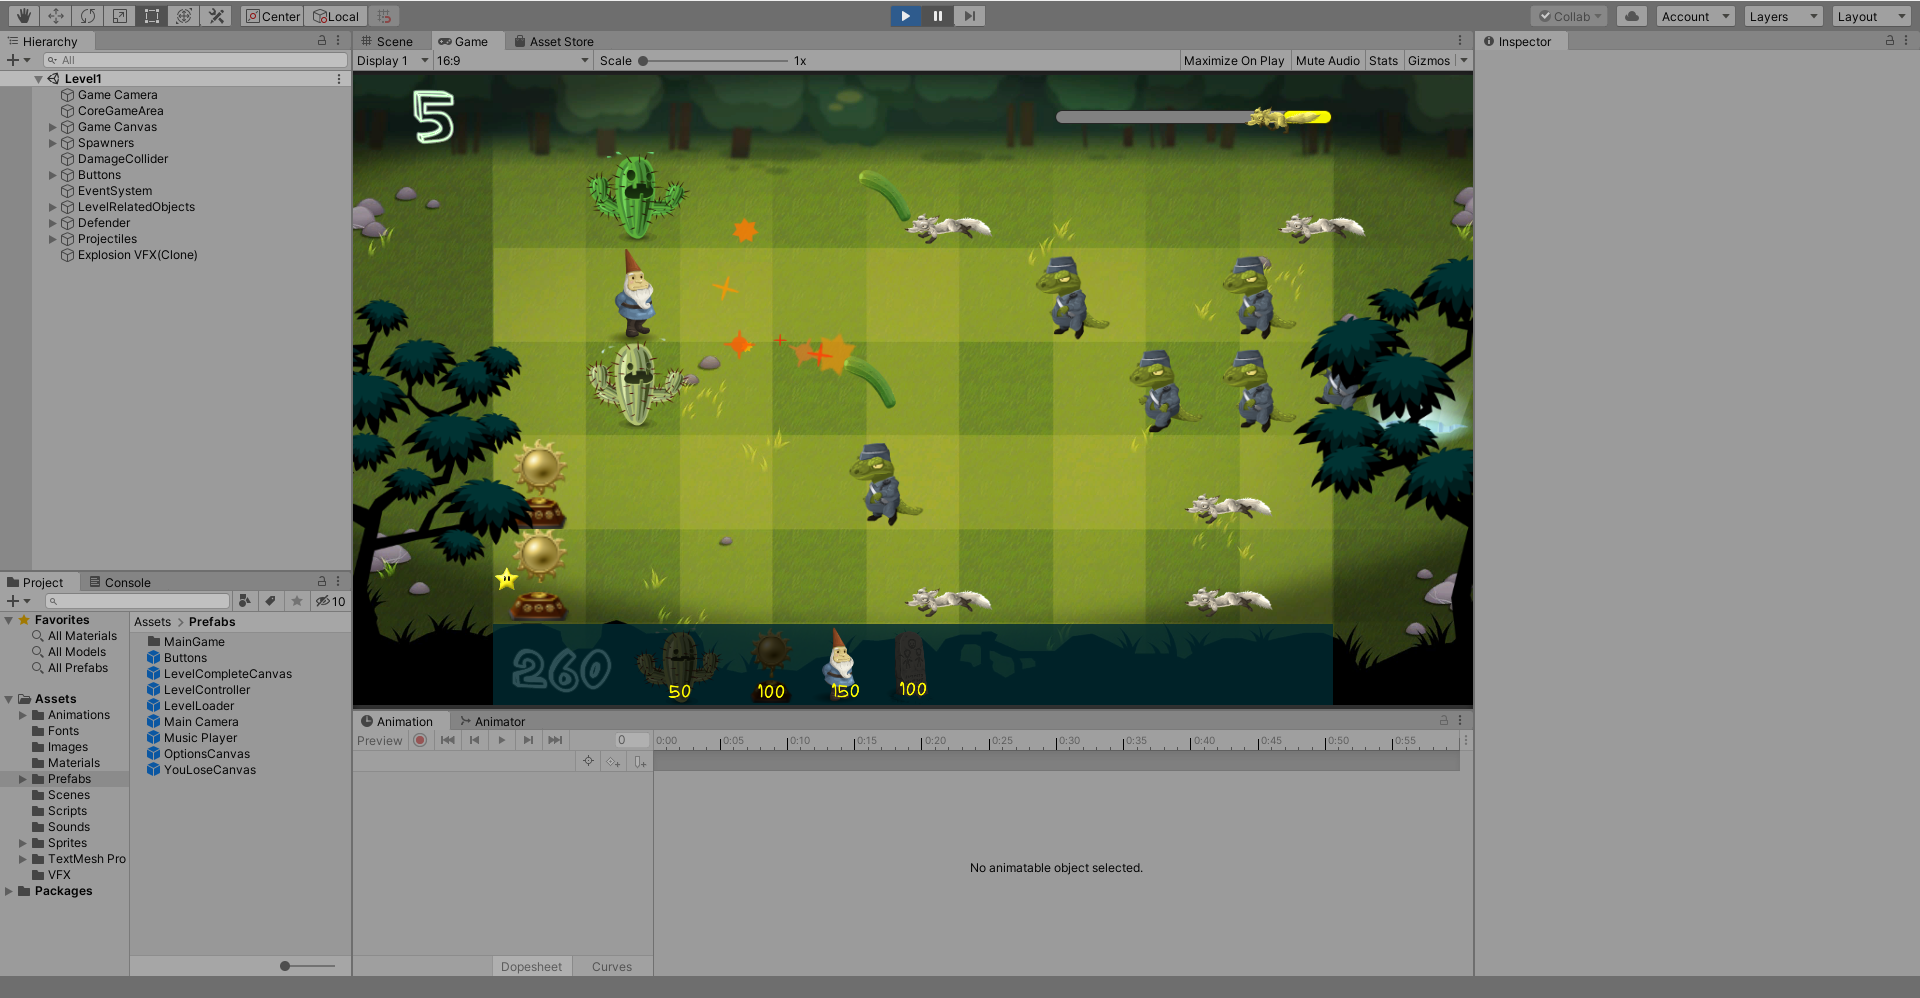 Center
Local
Collab
Account
Layers
Layout
Hierarchy
Scene
Game
Asset Store
Inspector
All
Display 1
16:9
Scale
1x
Maximize On Play
Mute Audio
Stats
Gizmos
Level1
Game Camera
CoreGameArea
Game Canvas
Spawners
DamageCollider
Buttons
EventSystem
LevelRelatedObjects
Defender
Projectiles
Explosion VFX(Clone)
5
260
50
100
150
100
Project
Console
10
Favorites
All Materials
All Models
All Prefabs
Assets
Animations
Fonts
Images
Materials
Prefabs
Scenes
Scripts
Sounds
Sprites
TextMesh Pro
VFX
Packages
Assets > Prefabs
MainGame
Buttons
LevelCompleteCanvas
LevelController
LevelLoader
Main Camera
Music Player
OptionsCanvas
YouLoseCanvas
Animation
Animator
Preview
0
0:00
0:05
0:10
0:15
0:20
0:25
0:30
0:35
0:40
0:45
0:50
0:55
No animatable object selected.
Dopesheet
Curves